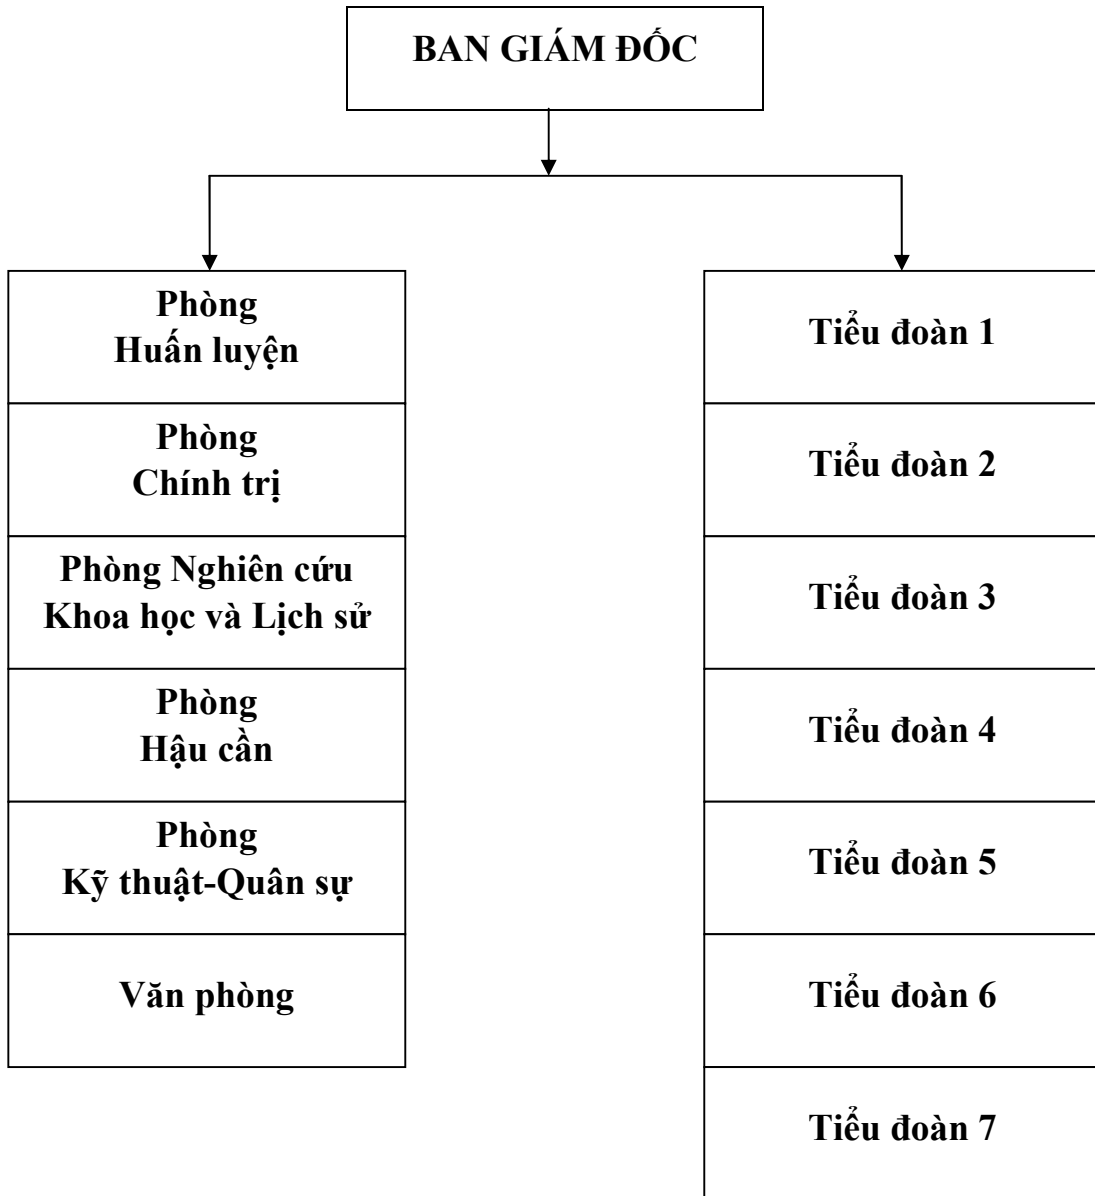 BAN GIÁM ĐỐC
Phòng
Huấn luyện
Phòng
Chính trị
Phòng Nghiên cứu
Khoa học và Lịch sử
Phòng
Hậu cần
Phòng
Kỹ thuật-Quân sự
Văn phòng
Tiểu đoàn 1
Tiểu đoàn 2
Tiểu đoàn 3
Tiểu đoàn 4
Tiểu đoàn 5
Tiểu đoàn 6
Tiểu đoàn 7